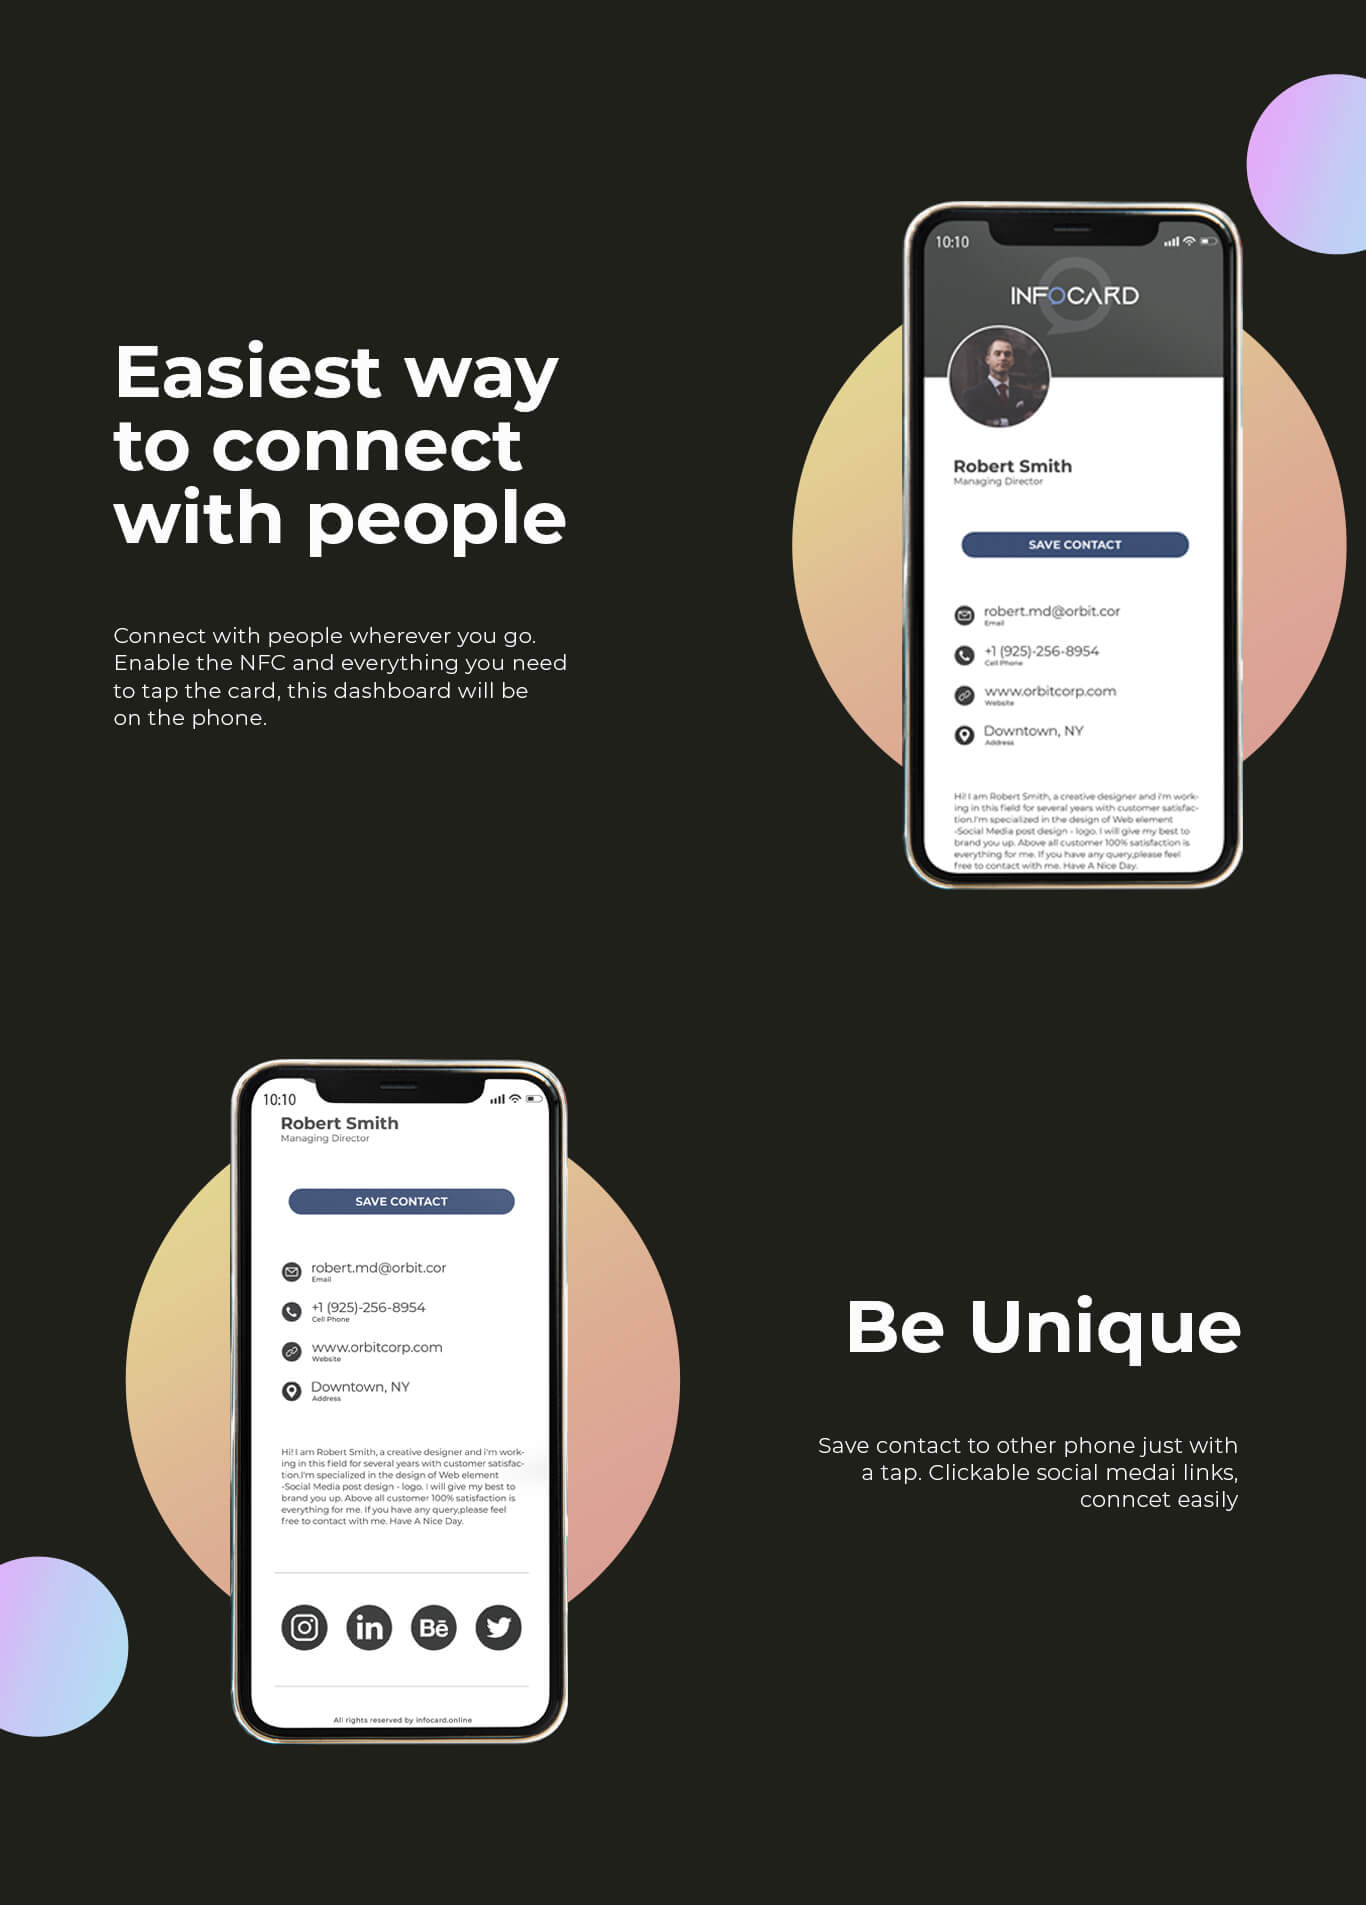 10:10
INFOCARD
Easiest way
to connect
with people
Robert Smith
Managing Director
SAVE CONTACT
Connect with people wherever you go.
Enable the NFC and everything you need
to tap the card, this dashboard will be
on the phone.
robert.md@orbit.cor
Email
+1 (925)-256-8954
Cell Phone
www.orbitcorp.com
Website
Downtown, NY
Address
Hi! I am Robert Smith, a creative designer and i'm work-
ing in this field for several years with customer satisfac-
tion.I'm specialized in the design of Web element
-Social Media post design - logo. I will give my best to
brand you up. Above all customer 100% satisfaction is
everything for me. If you have any query,please feel
free to contact with me. Have A Nice Day.
10:10
Robert Smith
Managing Director
SAVE CONTACT
robert.md@orbit.cor
Email
+1 (925)-256-8954
Cell Phone
www.orbitcorp.com
Website
Downtown, NY
Address
Hi! I am Robert Smith, a creative designer and i'm work-
ing in this field for several years with customer satisfac-
tion.I'm specialized in the design of Web element
-Social Media post design - logo. I will give my best to
brand you up. Above all customer 100% satisfaction is
everything for me. If you have any query,please feel
free to contact with me. Have A Nice Day.
in
Bē
All rights reserved by infocard.online
Be Unique
Save contact to other phone just with
a tap. Clickable social medai links,
conncet easily